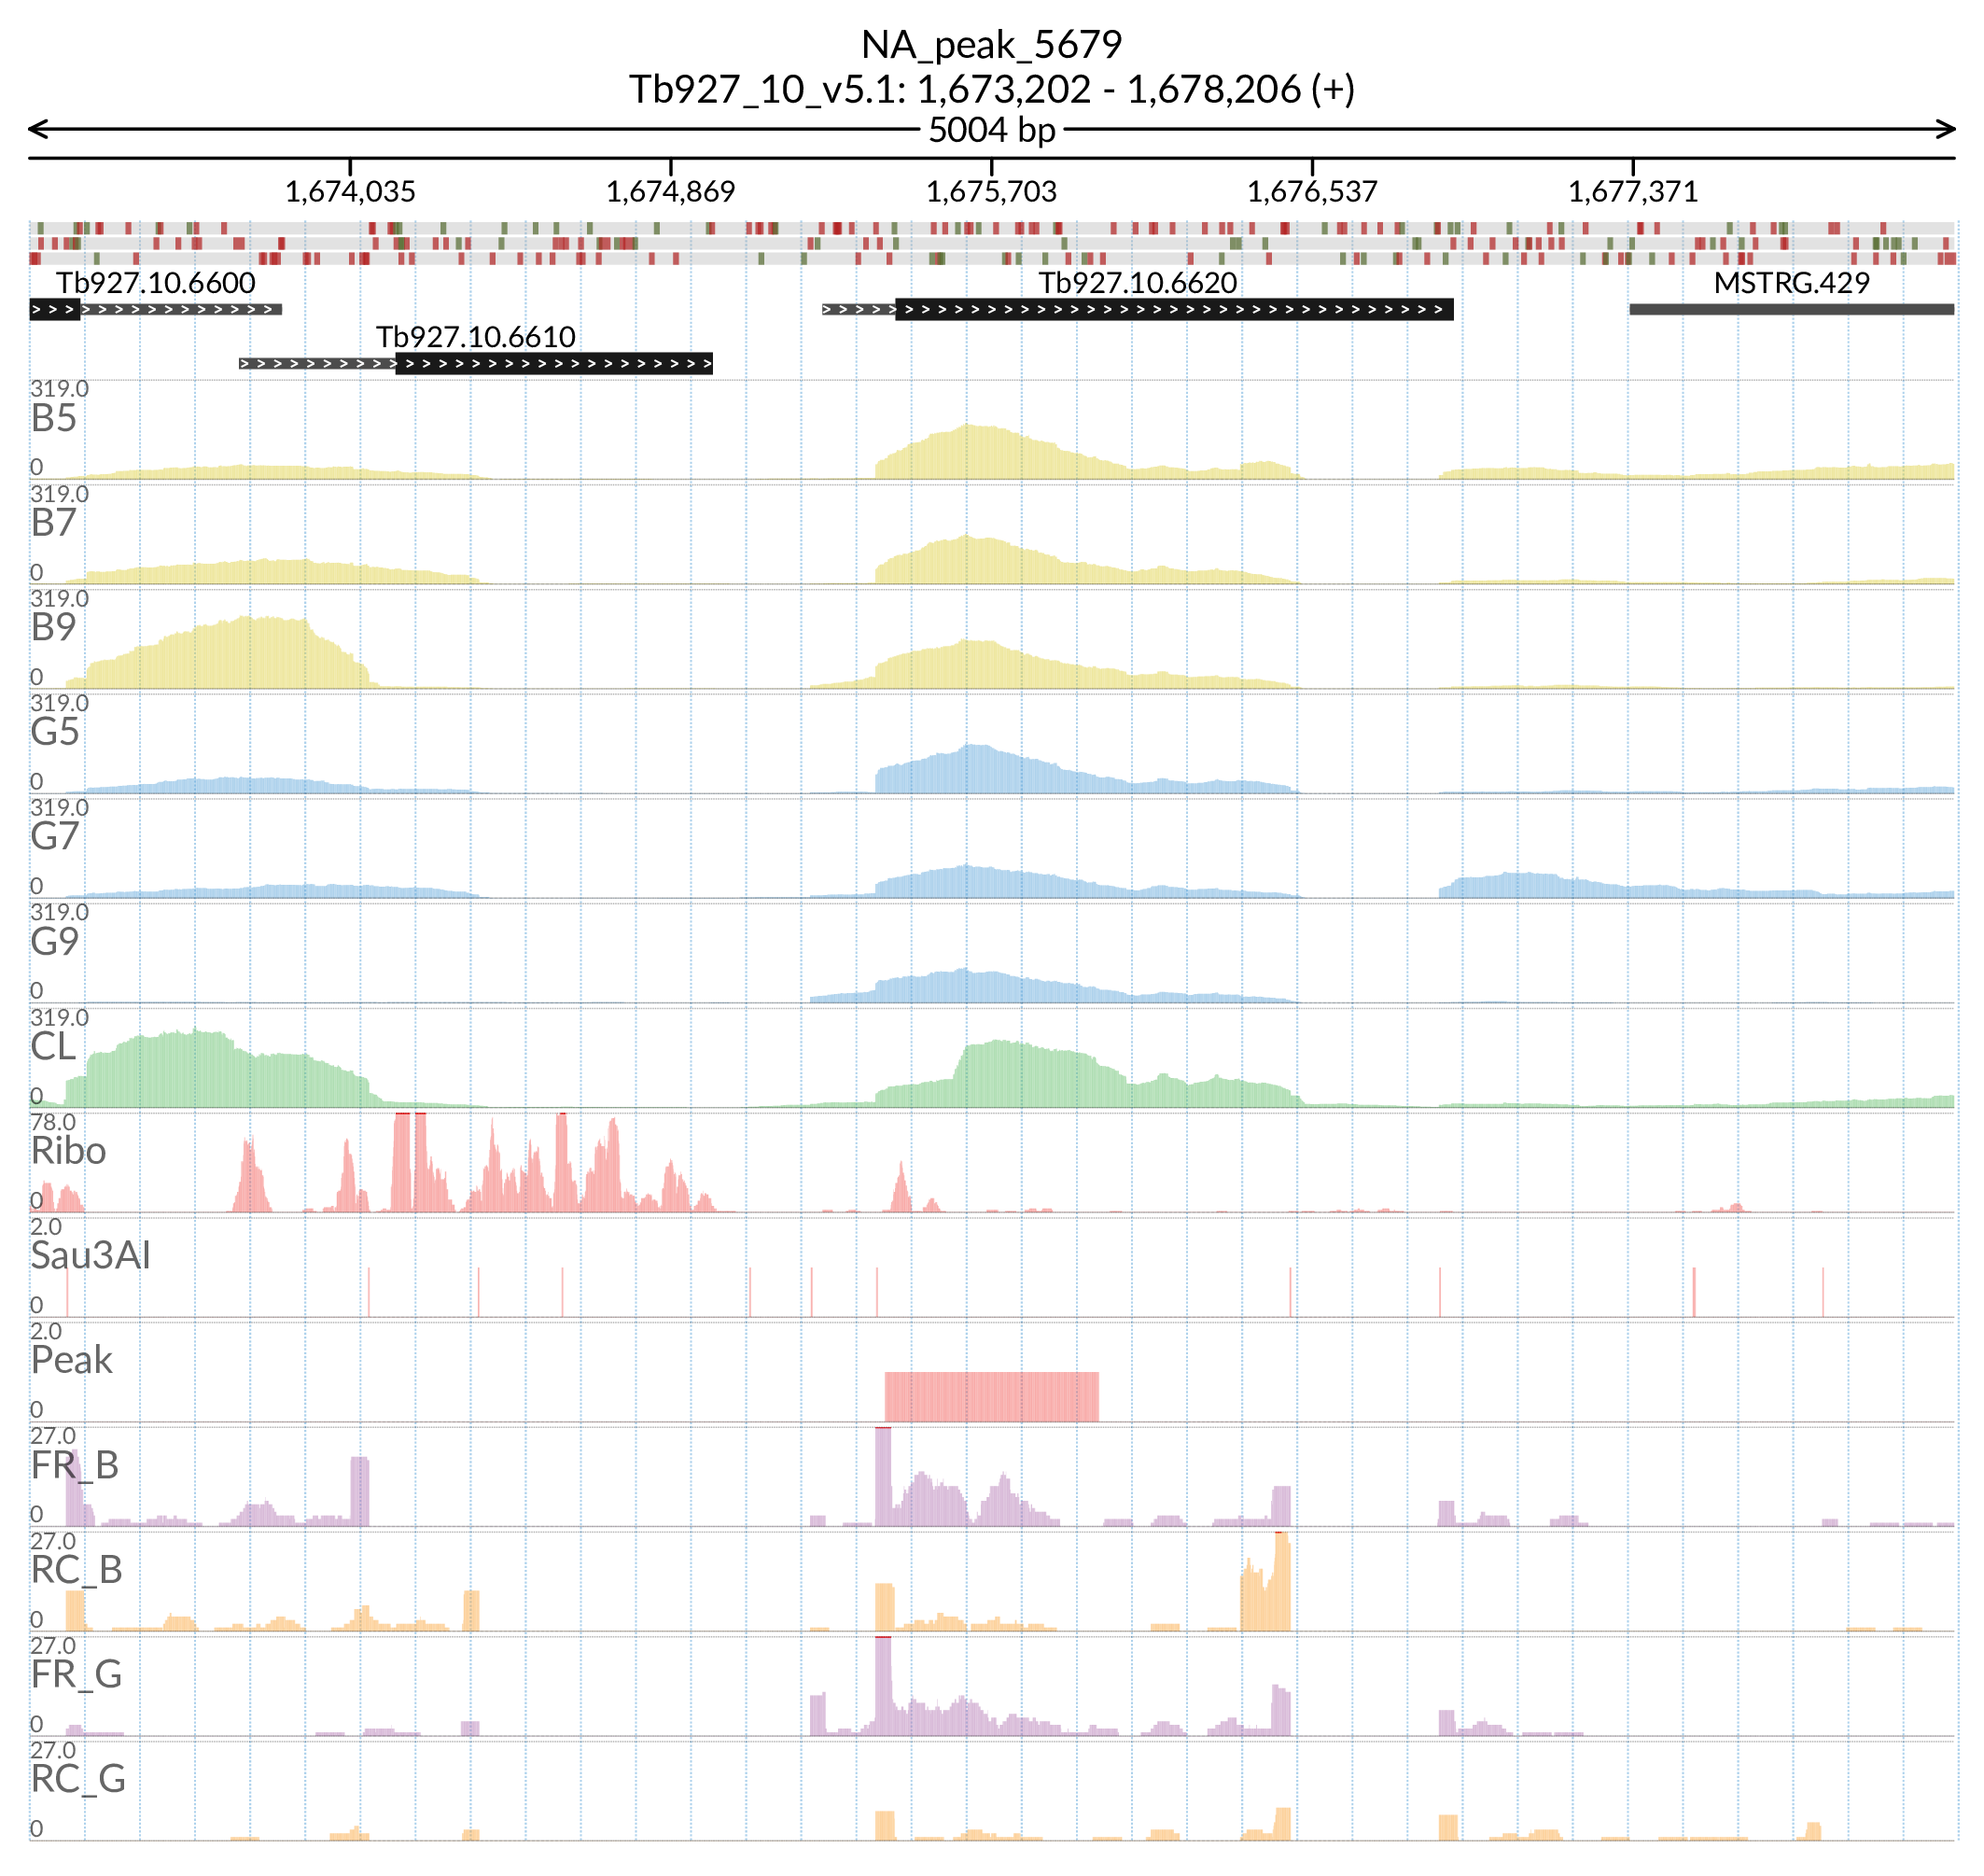 NA_peak_5679
Tb927_10_v5.1: 1,673,202 - 1,678,206 (+)
5004 bp
1,674,035 1,674,869 1,675,703 1,676,537 1,677,371
Tb927.10.6600 Tb927.10.6620 MSTRG.429
Tb927.10.6610
319.0
B5
0
319.0
B7
0
319.0
B9
0
319.0
G5
0
319.0
G7
0
319.0
G9
0
319.0
CL
0
78.0
Ribo
0
2.0
Sau3AI
0
2.0
Peak
0
27.0
FR_B
0
27.0
RC_B
0
27.0
FR_G
0
27.0
RC_G
0